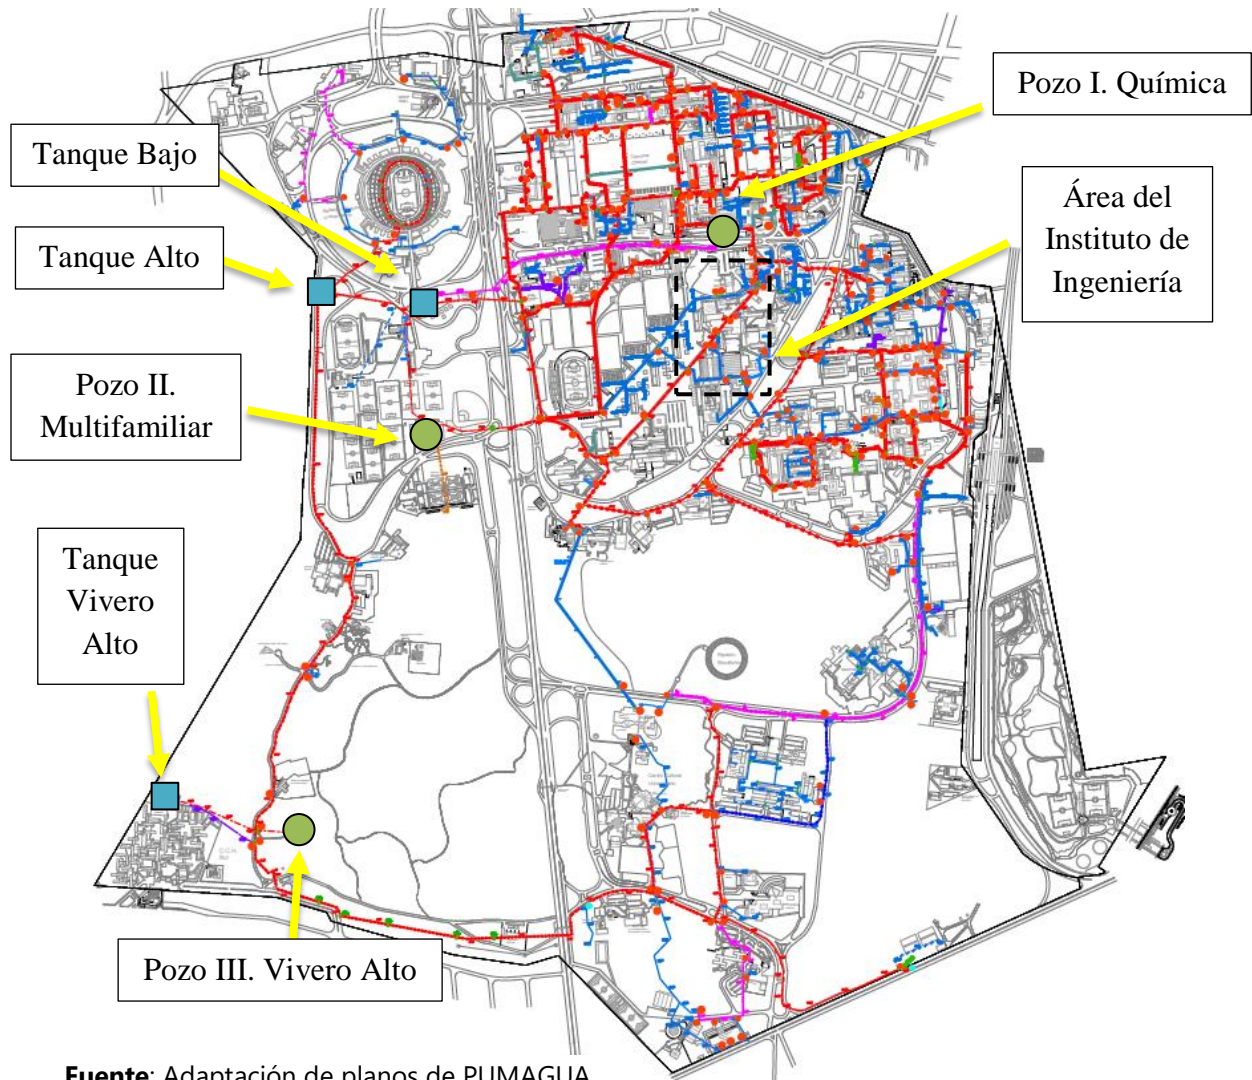 Pozo I. Química
Tanque Bajo
Área del
Instituto de
Ingeniería
Tanque Alto
Pozo II.
Multifamiliar
Tanque
Vivero
Alto
Pozo III. Vivero Alto
Fuente: Adaptación de planos de PUMAGUA